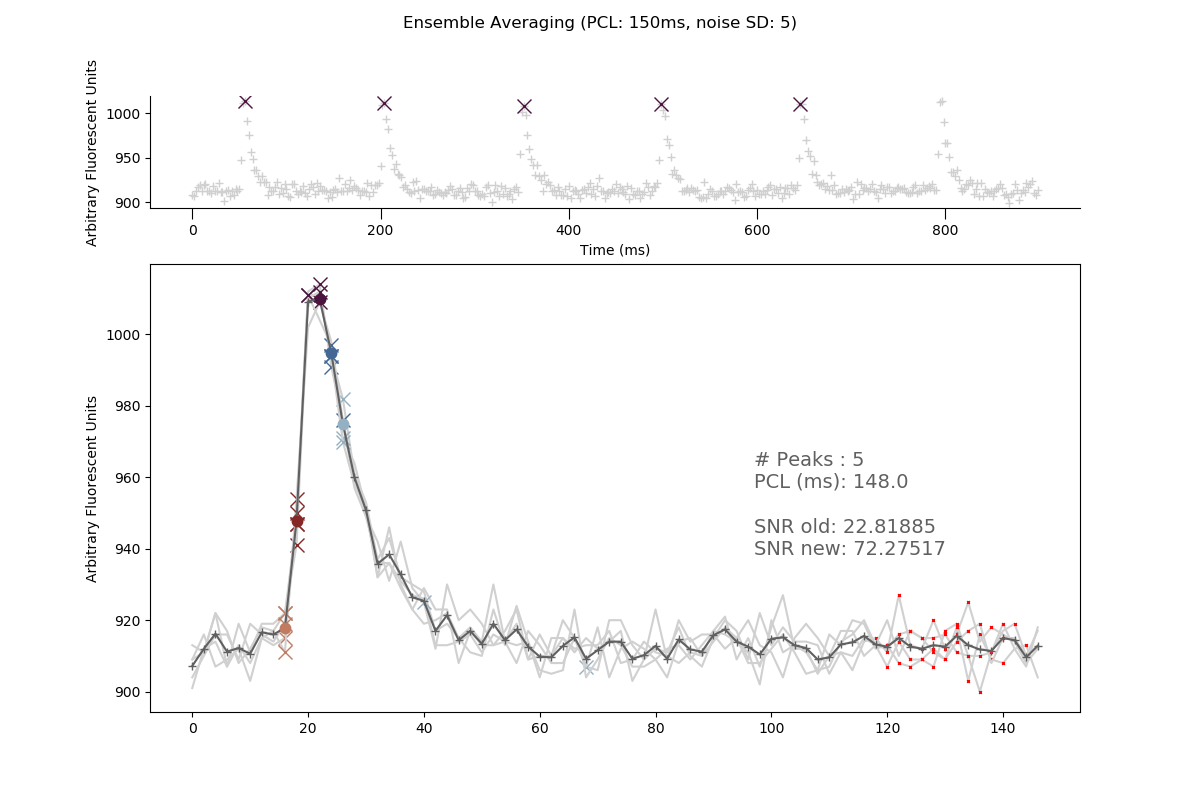 Ensemble Averaging (PCL: 150ms, noise SD: 5)
Arbitrary Fluorescent Units
1000
950
900
0 200 400 600 800
Time (ms)
Arbitrary Fluorescent Units
1000
980
960
940
920
900
# Peaks : 5
PCL (ms): 148.0
SNR old: 22.81885
SNR new: 72.27517
0 20 40 60 80 100 120 140